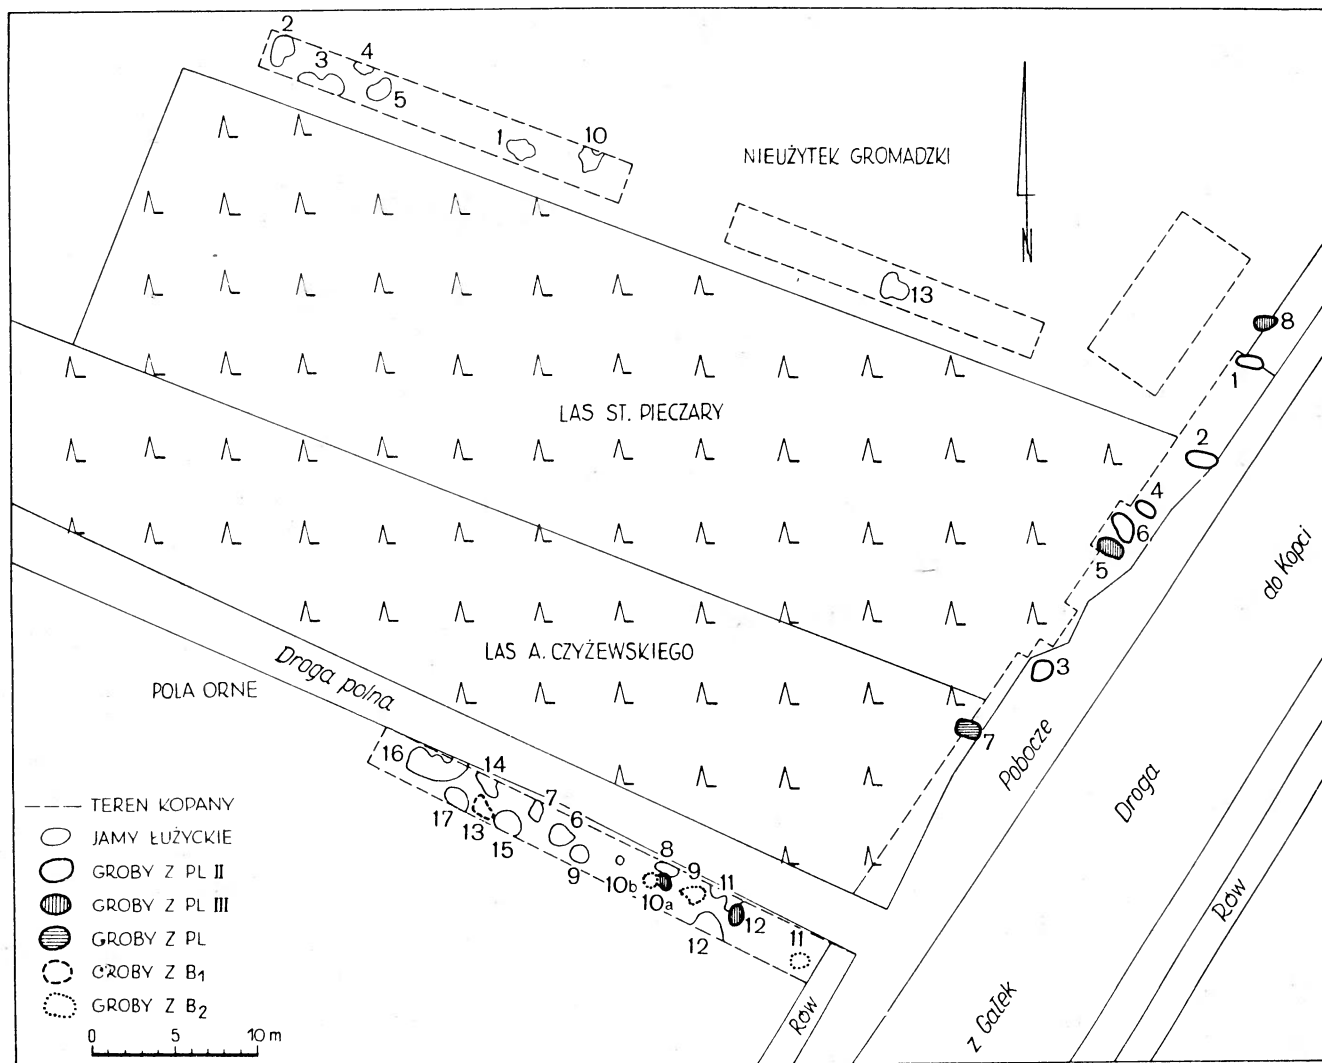 2
3
4
5
1
10
NIEUŻYTEK GROMADZKI
N
13
8
1
LAS ST. PIECZARY
2
4
6
5
do Kopci
LAS A. CZYŻEWSKIEGO
Droga polna
POLA ORNE
3
7
Pobocze
Droga
16
14
7
6
17
13
15
9
8
9
11
10b
10a
12
12
11
Rów
Rów
z Gałek
TEREN KOPANY
JAMY ŁUŻYCKIE
GROBY Z PL II
GROBY Z PL III
GROBY Z PL
GROBY Z B1
GROBY Z B2
0 5 10 m